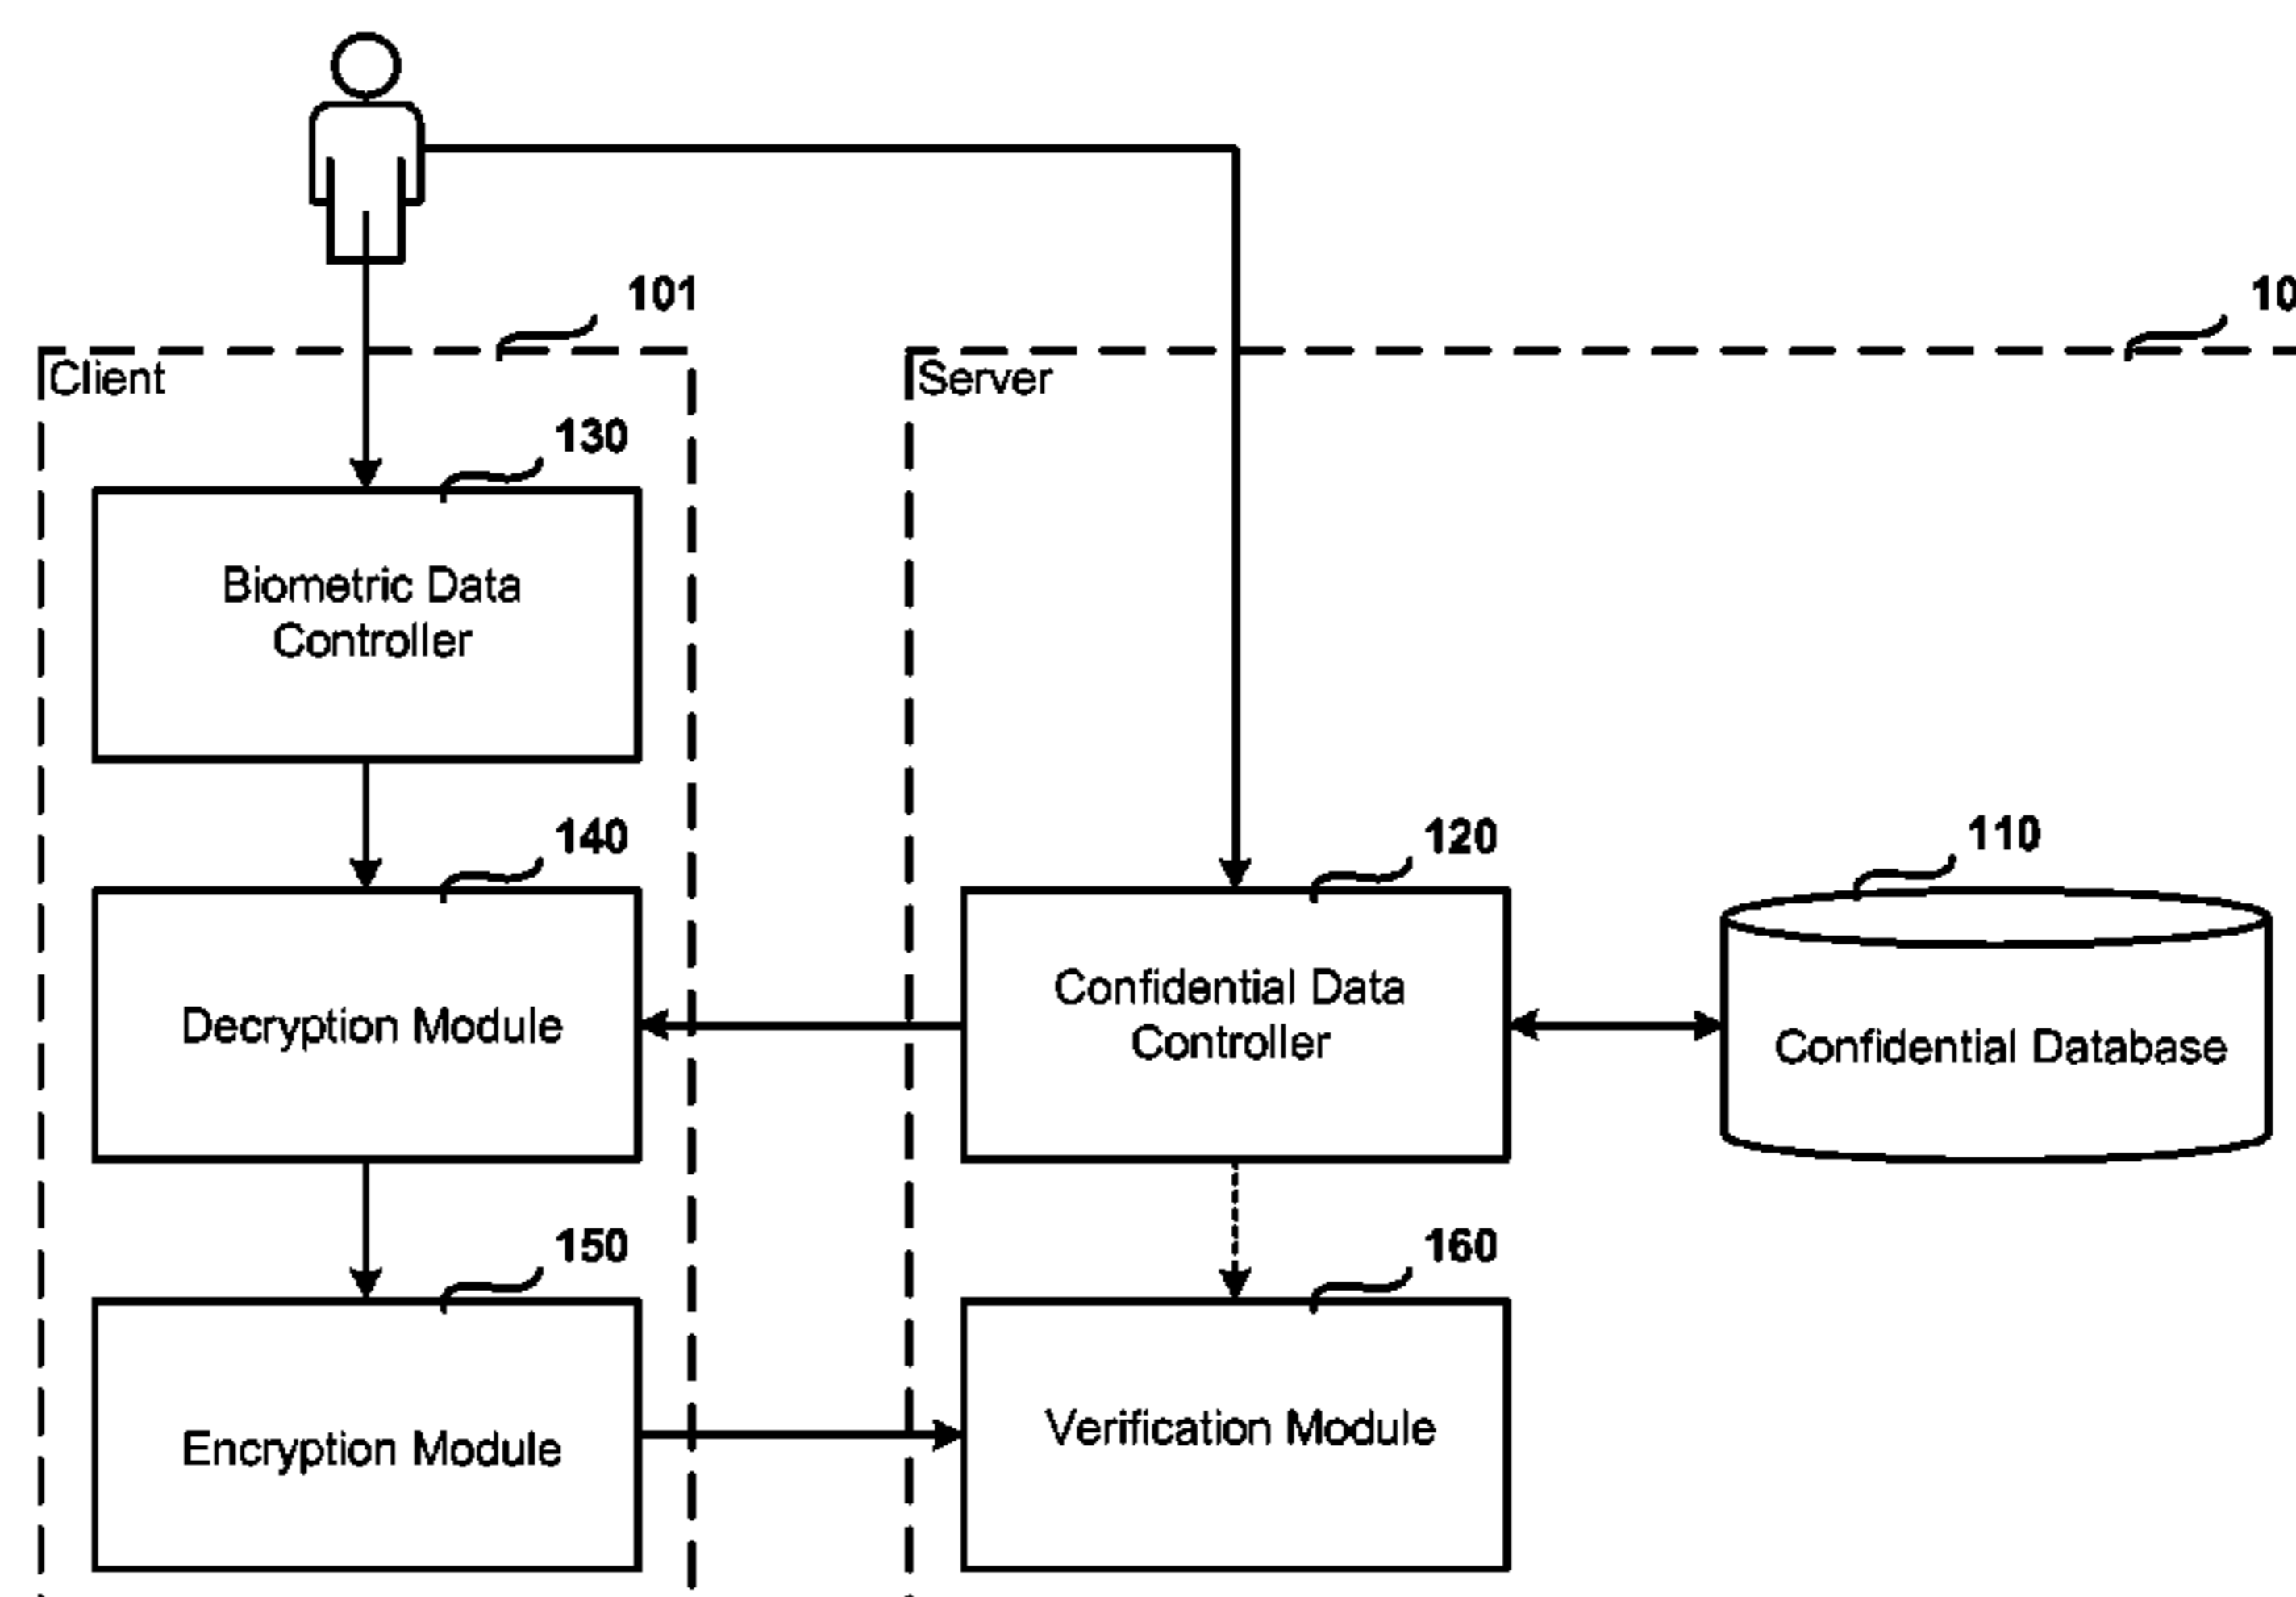 101
10
Client
Server
130
Biometric Data
Controller
140
120
110
Decryption Module
Confidential Data
Controller
Confidential Database
150
160
Encryption Module
Verification Module